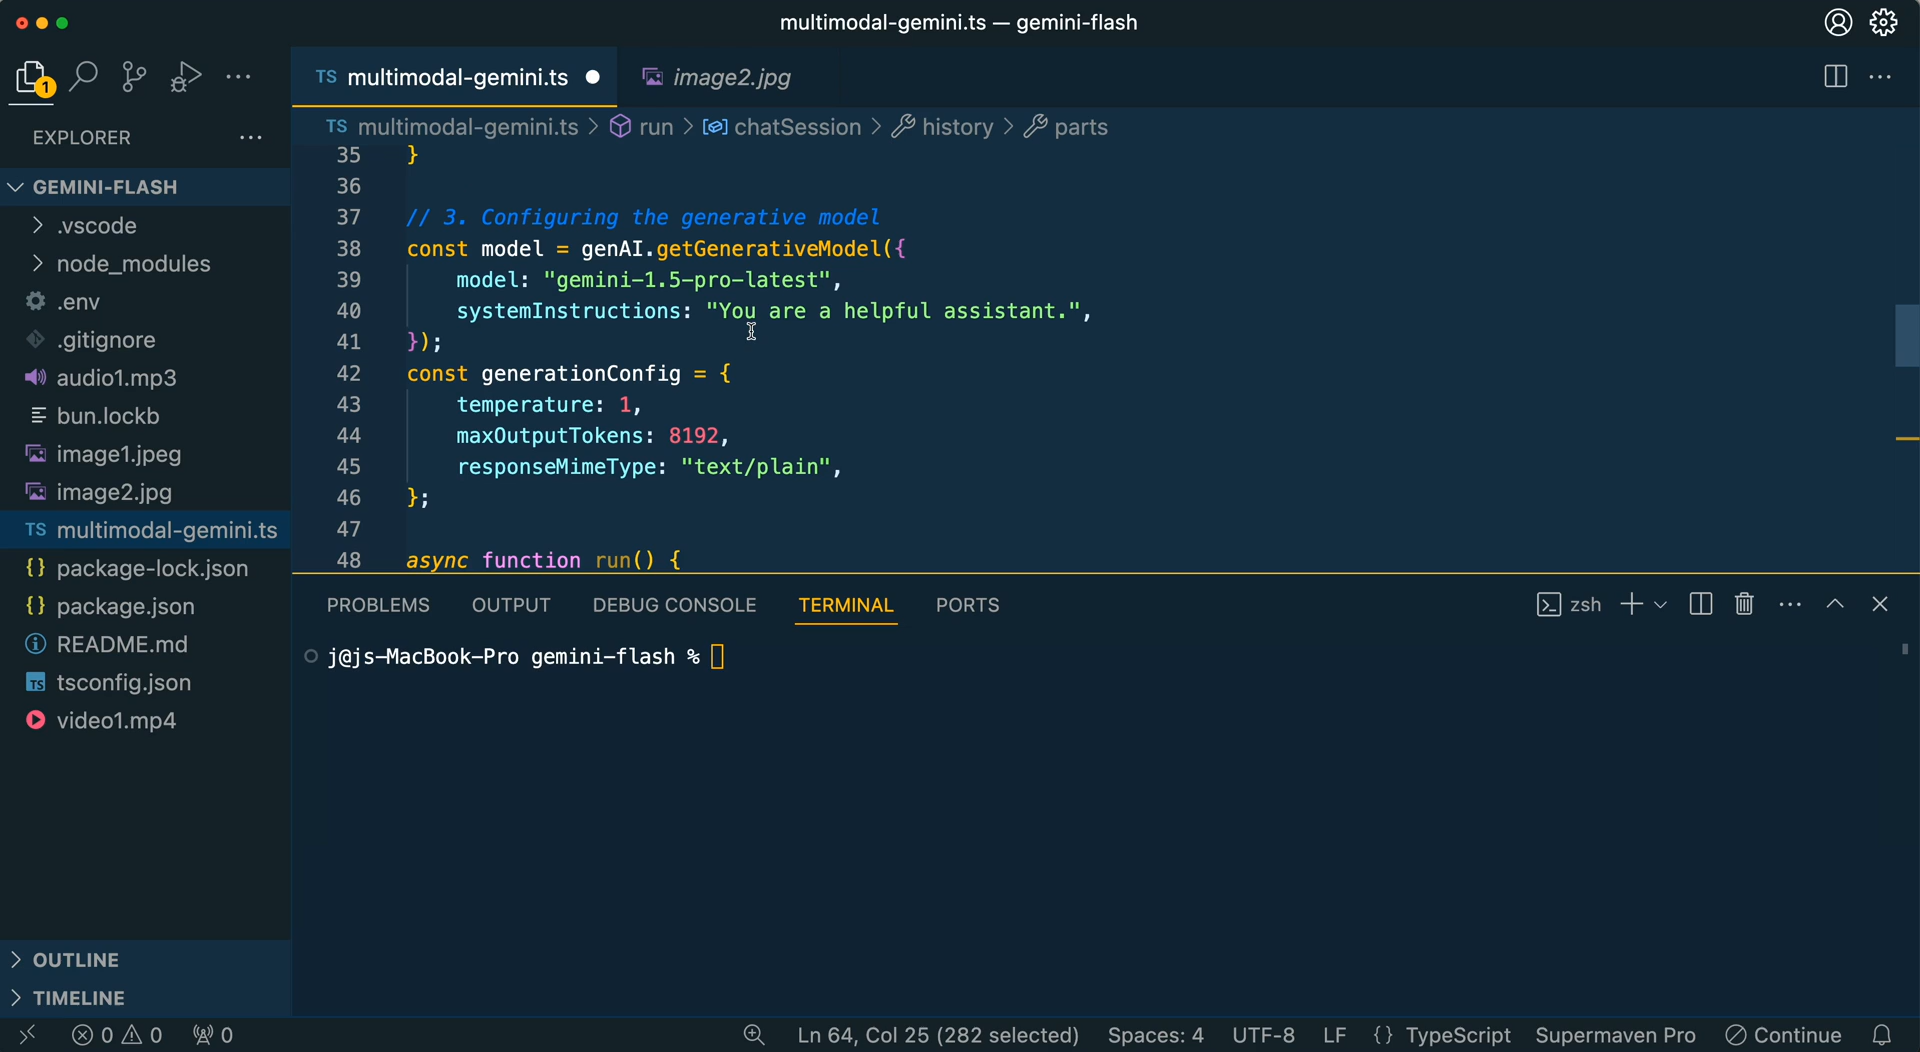 multimodal-gemini.ts — gemini-flash
1
TS multimodal-gemini.ts
image2.jpg
EXPLORER
TS multimodal-gemini.ts > run > chatSession > history > parts
GEMINI-FLASH
.vscode
node_modules
.env
.gitignore
audio1.mp3
bun.lockb
image1.jpeg
image2.jpg
TS multimodal-gemini.ts
{} package-lock.json
{} package.json
README.md
TS tsconfig.json
video1.mp4
OUTLINE
TIMELINE
35 }
36
37 // 3. Configuring the generative model
38 const model = genAI.getGenerativeModel({
39 model: "gemini-1.5-pro-latest",
40 systemInstructions: "You are a helpful assistant.",
41 });
42 const generationConfig = {
43 temperature: 1,
44 maxOutputTokens: 8192,
45 responseMimeType: "text/plain",
46 };
47
48 async function run() {
PROBLEMS OUTPUT DEBUG CONSOLE TERMINAL PORTS
zsh
j@js-MacBook-Pro gemini-flash %
0 0 0
Ln 64, Col 25 (282 selected) Spaces: 4 UTF-8 LF {} TypeScript Supermaven Pro Continue